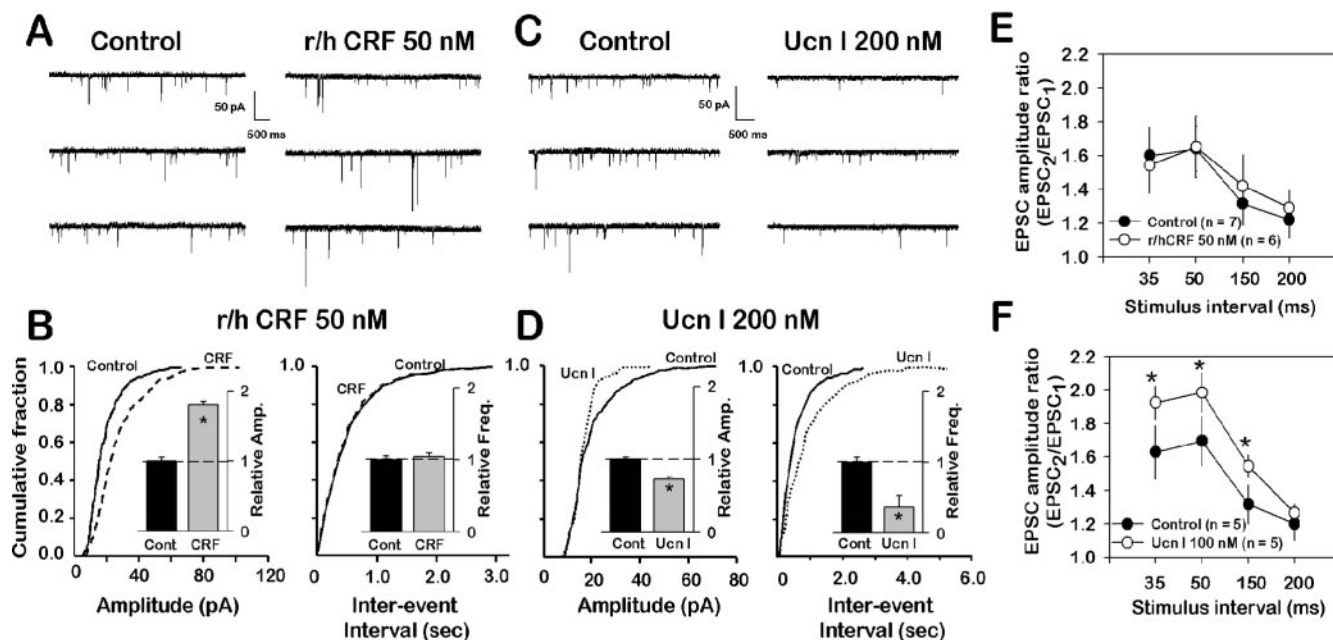 A
Control
r/h CRF 50 nM
50 pA
500 ms
C
Control
Ucn I 200 nM
50 pA
500 ms
E
EPSC amplitude ratio
(EPSC2/EPSC1)
2.2
2.0
1.8
1.6
1.4
1.2
1.0
Control (n = 7)
r/hCRF 50 nM (n = 6)
35 50 150 200
Stimulus interval (ms)
B
r/h CRF 50 nM
Cumulative fraction
1.0
0.8
0.6
0.4
0.2
0.0
Control
CRF
2
1
0
Relative Amp.
*
Cont CRF
0 40 80 120
Amplitude (pA)
1.0
Control
CRF
2
1
0
Relative Freq.
Cont CRF
0 1.0 2.0 3.0
Inter-event
Interval (sec)
D
Ucn I 200 nM
1.0
Control
Ucn I
2
1
0
Relative Amp.
*
Cont Ucn I
0 20 40 60 80
Amplitude (pA)
1.0
Ucn I
Control
2
1
0
Relative Freq.
*
Cont Ucn I
0 2.0 4.0 6.0
Inter-event
Interval (sec)
F
EPSC amplitude ratio
(EPSC2/EPSC1)
2.2
2.0
1.8
1.6
1.4
1.2
1.0
* * *
Control (n = 5)
Ucn I 100 nM (n = 5)
35 50 150 200
Stimulus interval (ms)